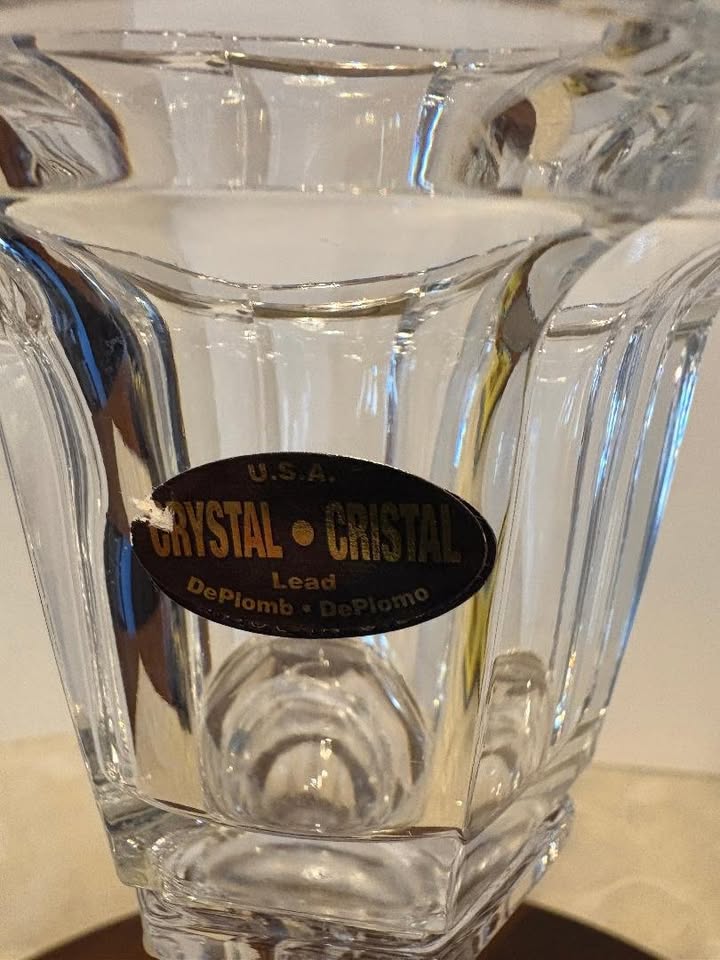 U.S.A.
CRYSTAL • CRISTAL
Lead
DePlomb • DePlomo